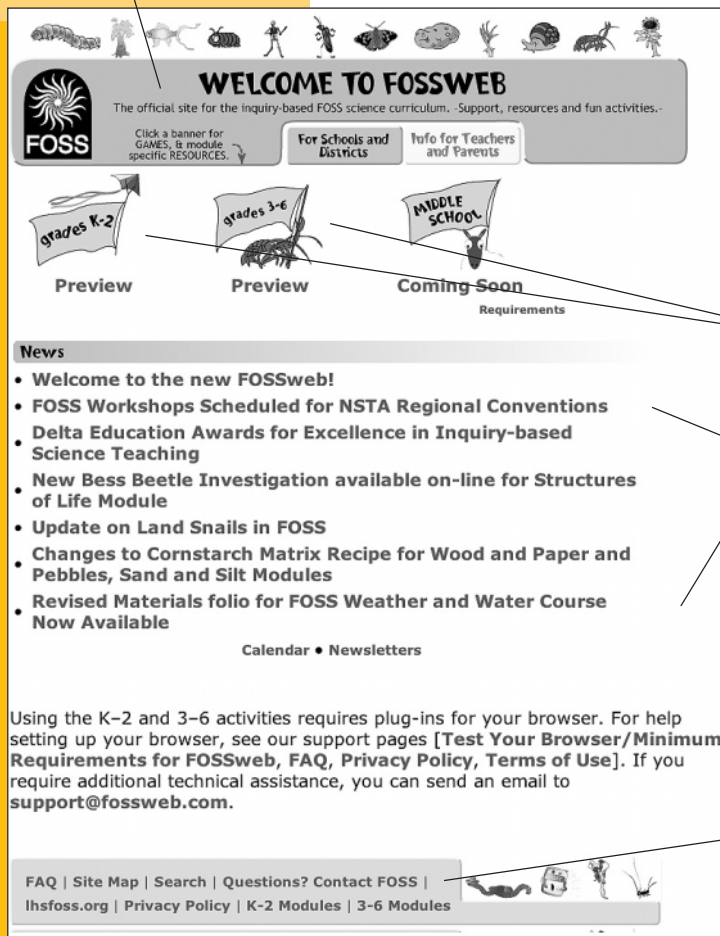 WELCOME TO FOSSWEB
The official site for the inquiry-based FOSS science curriculum. -Support, resources and fun activities.-
FOSS
Click a banner for
GAMES, & module
specific RESOURCES.
For Schools and
Districts
Info for Teachers
and Parents
grades K-2
grades 3-6
MIDDLE
SCHOOL
Preview
Preview
Coming Soon
Requirements
News
• Welcome to the new FOSSweb!
• FOSS Workshops Scheduled for NSTA Regional Conventions
• Delta Education Awards for Excellence in Inquiry-based
Science Teaching
• New Bess Beetle Investigation available on-line for Structures
of Life Module
• Update on Land Snails in FOSS
• Changes to Cornstarch Matrix Recipe for Wood and Paper and
Pebbles, Sand and Silt Modules
• Revised Materials folio for FOSS Weather and Water Course
Now Available
Calendar • Newsletters
Using the K–2 and 3–6 activities requires plug-ins for your browser. For help
setting up your browser, see our support pages [Test Your Browser/Minimum
Requirements for FOSSweb, FAQ, Privacy Policy, Terms of Use]. If you
require additional technical assistance, you can send an email to
support@fossweb.com.
FAQ | Site Map | Search | Questions? Contact FOSS |
lhsfoss.org | Privacy Policy | K-2 Modules | 3-6 Modules